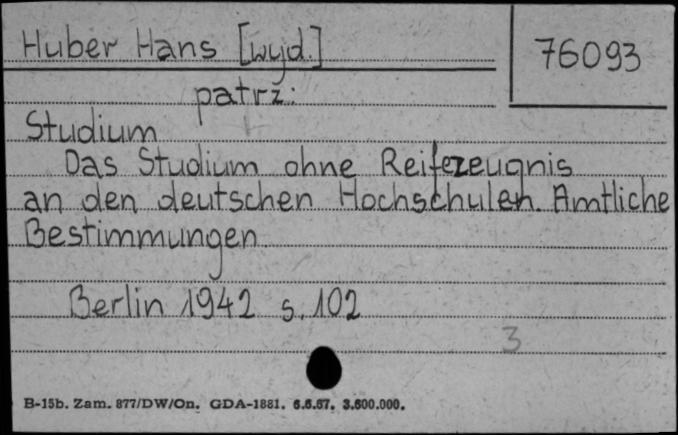 Huber Hans [wyd.]
76093
patrz:
Studium
Das Studium ohne Reifezeugnis
an den deutschen Hochschulen. Amtliche
Bestimmungen
Berlin 1942 s. 102
3
B-15b. Zam. 877/DW/On. GDA-1881. 6.6.67. 3.600.000.